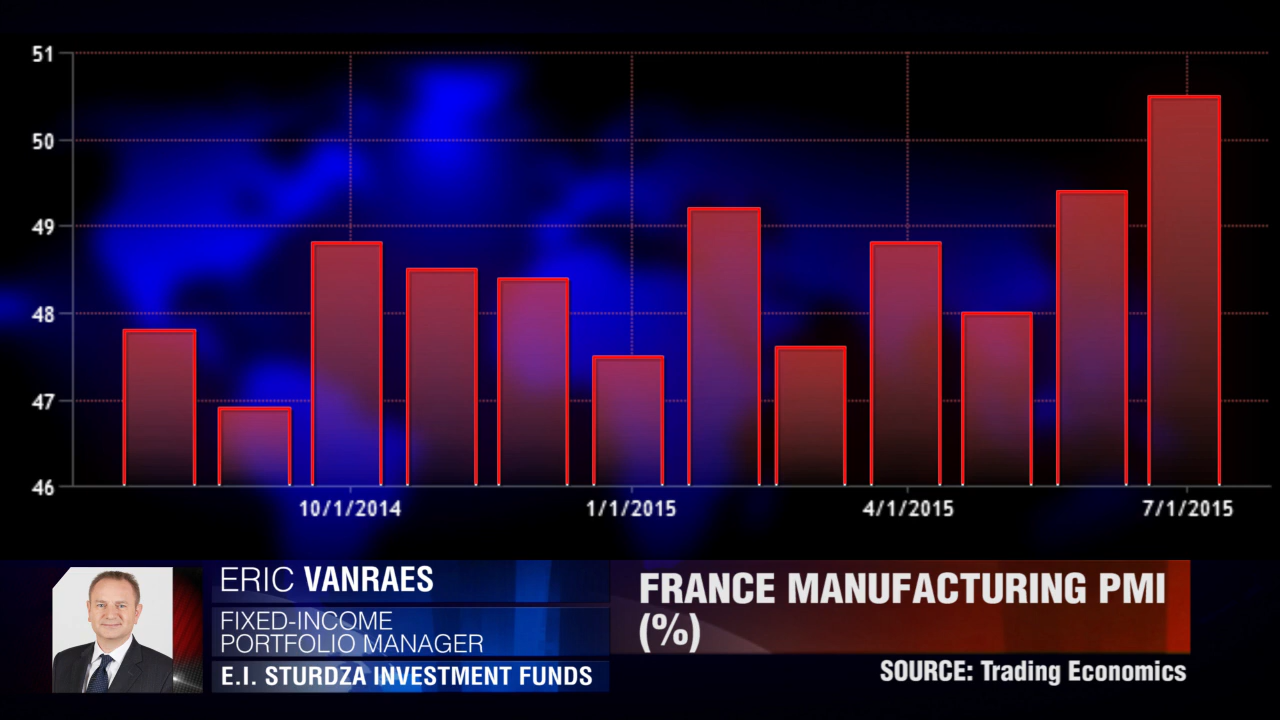 51
50
49
48
47
46
10/1/2014 1/1/2015 4/1/2015 7/1/2015
ERIC VANRAES
FIXED-INCOME
PORTFOLIO MANAGER
E.I. STURDZA INVESTMENT FUNDS
FRANCE MANUFACTURING PMI
(%)
SOURCE: Trading Economics